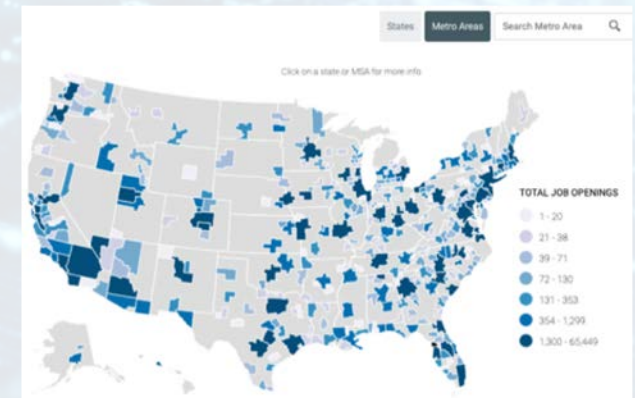 States Metro Areas Search Metro Area
Click on a state or MSA for more info
TOTAL JOB OPENINGS
1 - 20
21 - 38
39 - 71
72 - 130
131 - 353
354 - 1,299
1,300 - 65,449